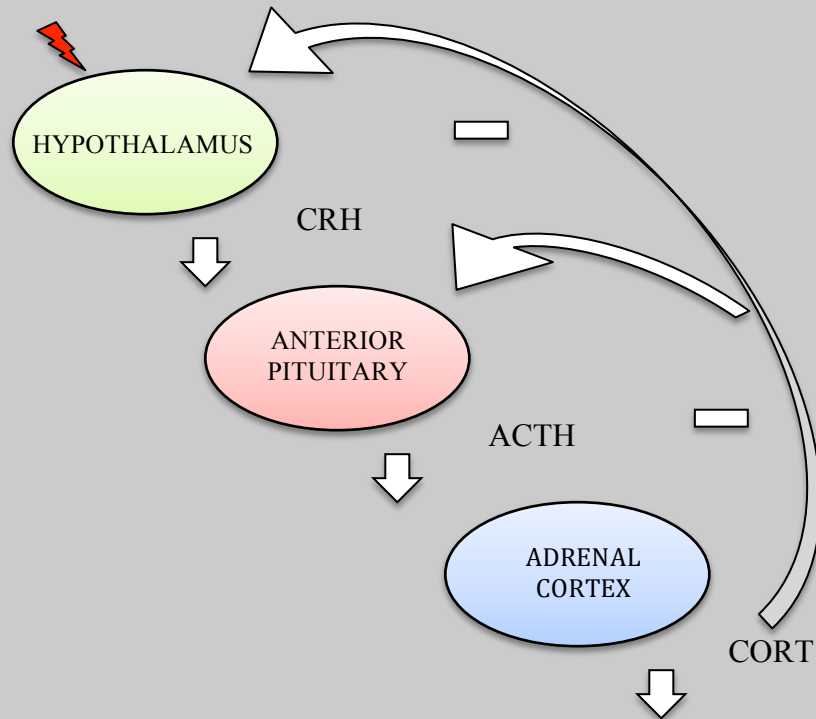 HYPOTHALAMUS
CRH
ANTERIOR
PITUITARY
ACTH
ADRENAL
CORTEX
CORT